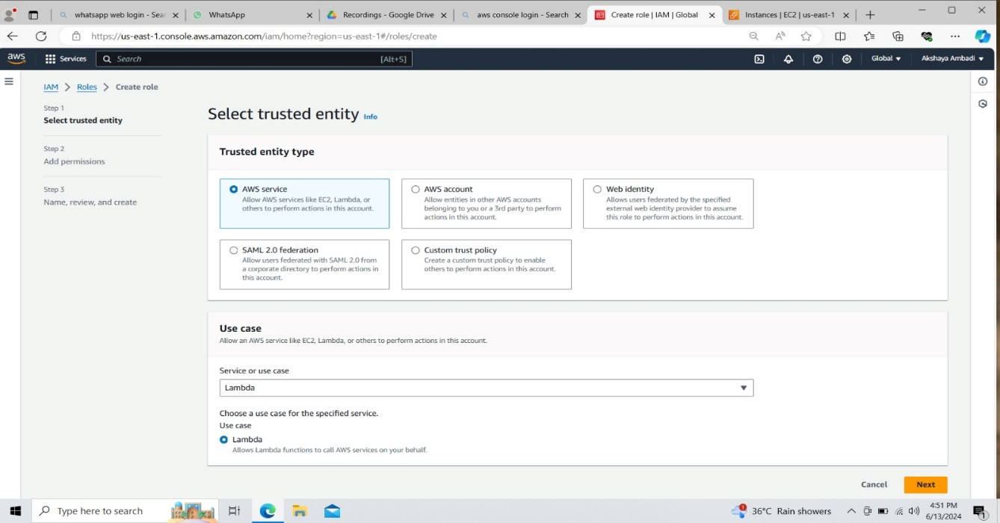 whatsapp web login - Sear
WhatsApp
Recordings - Google Drive
aws console login - Search
Create role | IAM | Global
Instances | EC2 | us-east-1
https://us-east-1.console.aws.amazon.com/iam/home?region=us-east-1#/roles/create
aws
Services
Search
[Alt+S]
Global
Akshaya Ambadi
IAM > Roles > Create role
Step 1
Select trusted entity
Step 2
Add permissions
Step 3
Name, review, and create
Select trusted entity Info
Trusted entity type
AWS service
Allow AWS services like EC2, Lambda, or
others to perform actions in this account.
AWS account
Allow entities in other AWS accounts
belonging to you or a 3rd party to perform
actions in this account.
Web identity
Allows users federated by the specified
external web identity provider to assume
this role to perform actions in this account.
SAML 2.0 federation
Allow users federated with SAML 2.0 from
a corporate directory to perform actions in
this account.
Custom trust policy
Create a custom trust policy to enable
others to perform actions in this account.
Use case
Allow an AWS service like EC2, Lambda, or others to perform actions in this account.
Service or use case
Lambda
Choose a use case for the specified service.
Use case
Lambda
Allows Lambda functions to call AWS services on your behalf.
Cancel
Next
Type here to search
36°C Rain showers
4:51 PM
6/13/2024